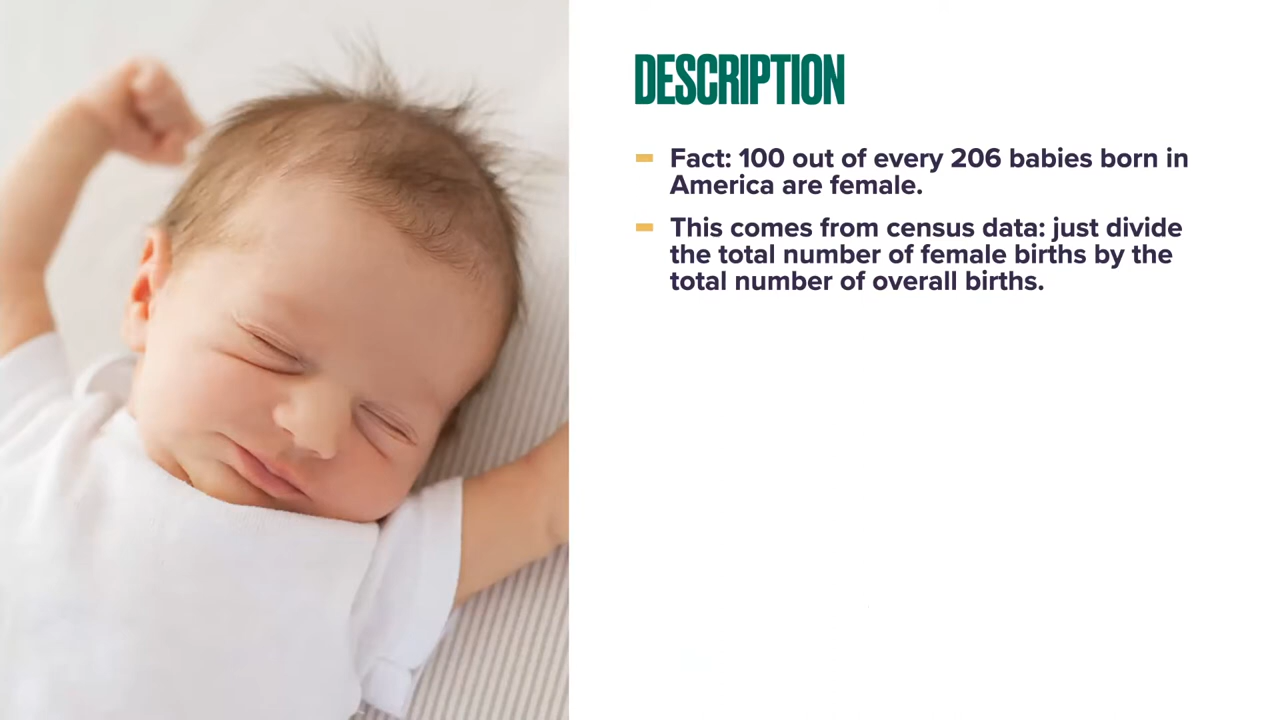 DESCRIPTION
Fact: 100 out of every 206 babies born in
America are female.
This comes from census data: just divide
the total number of female births by the
total number of overall births.